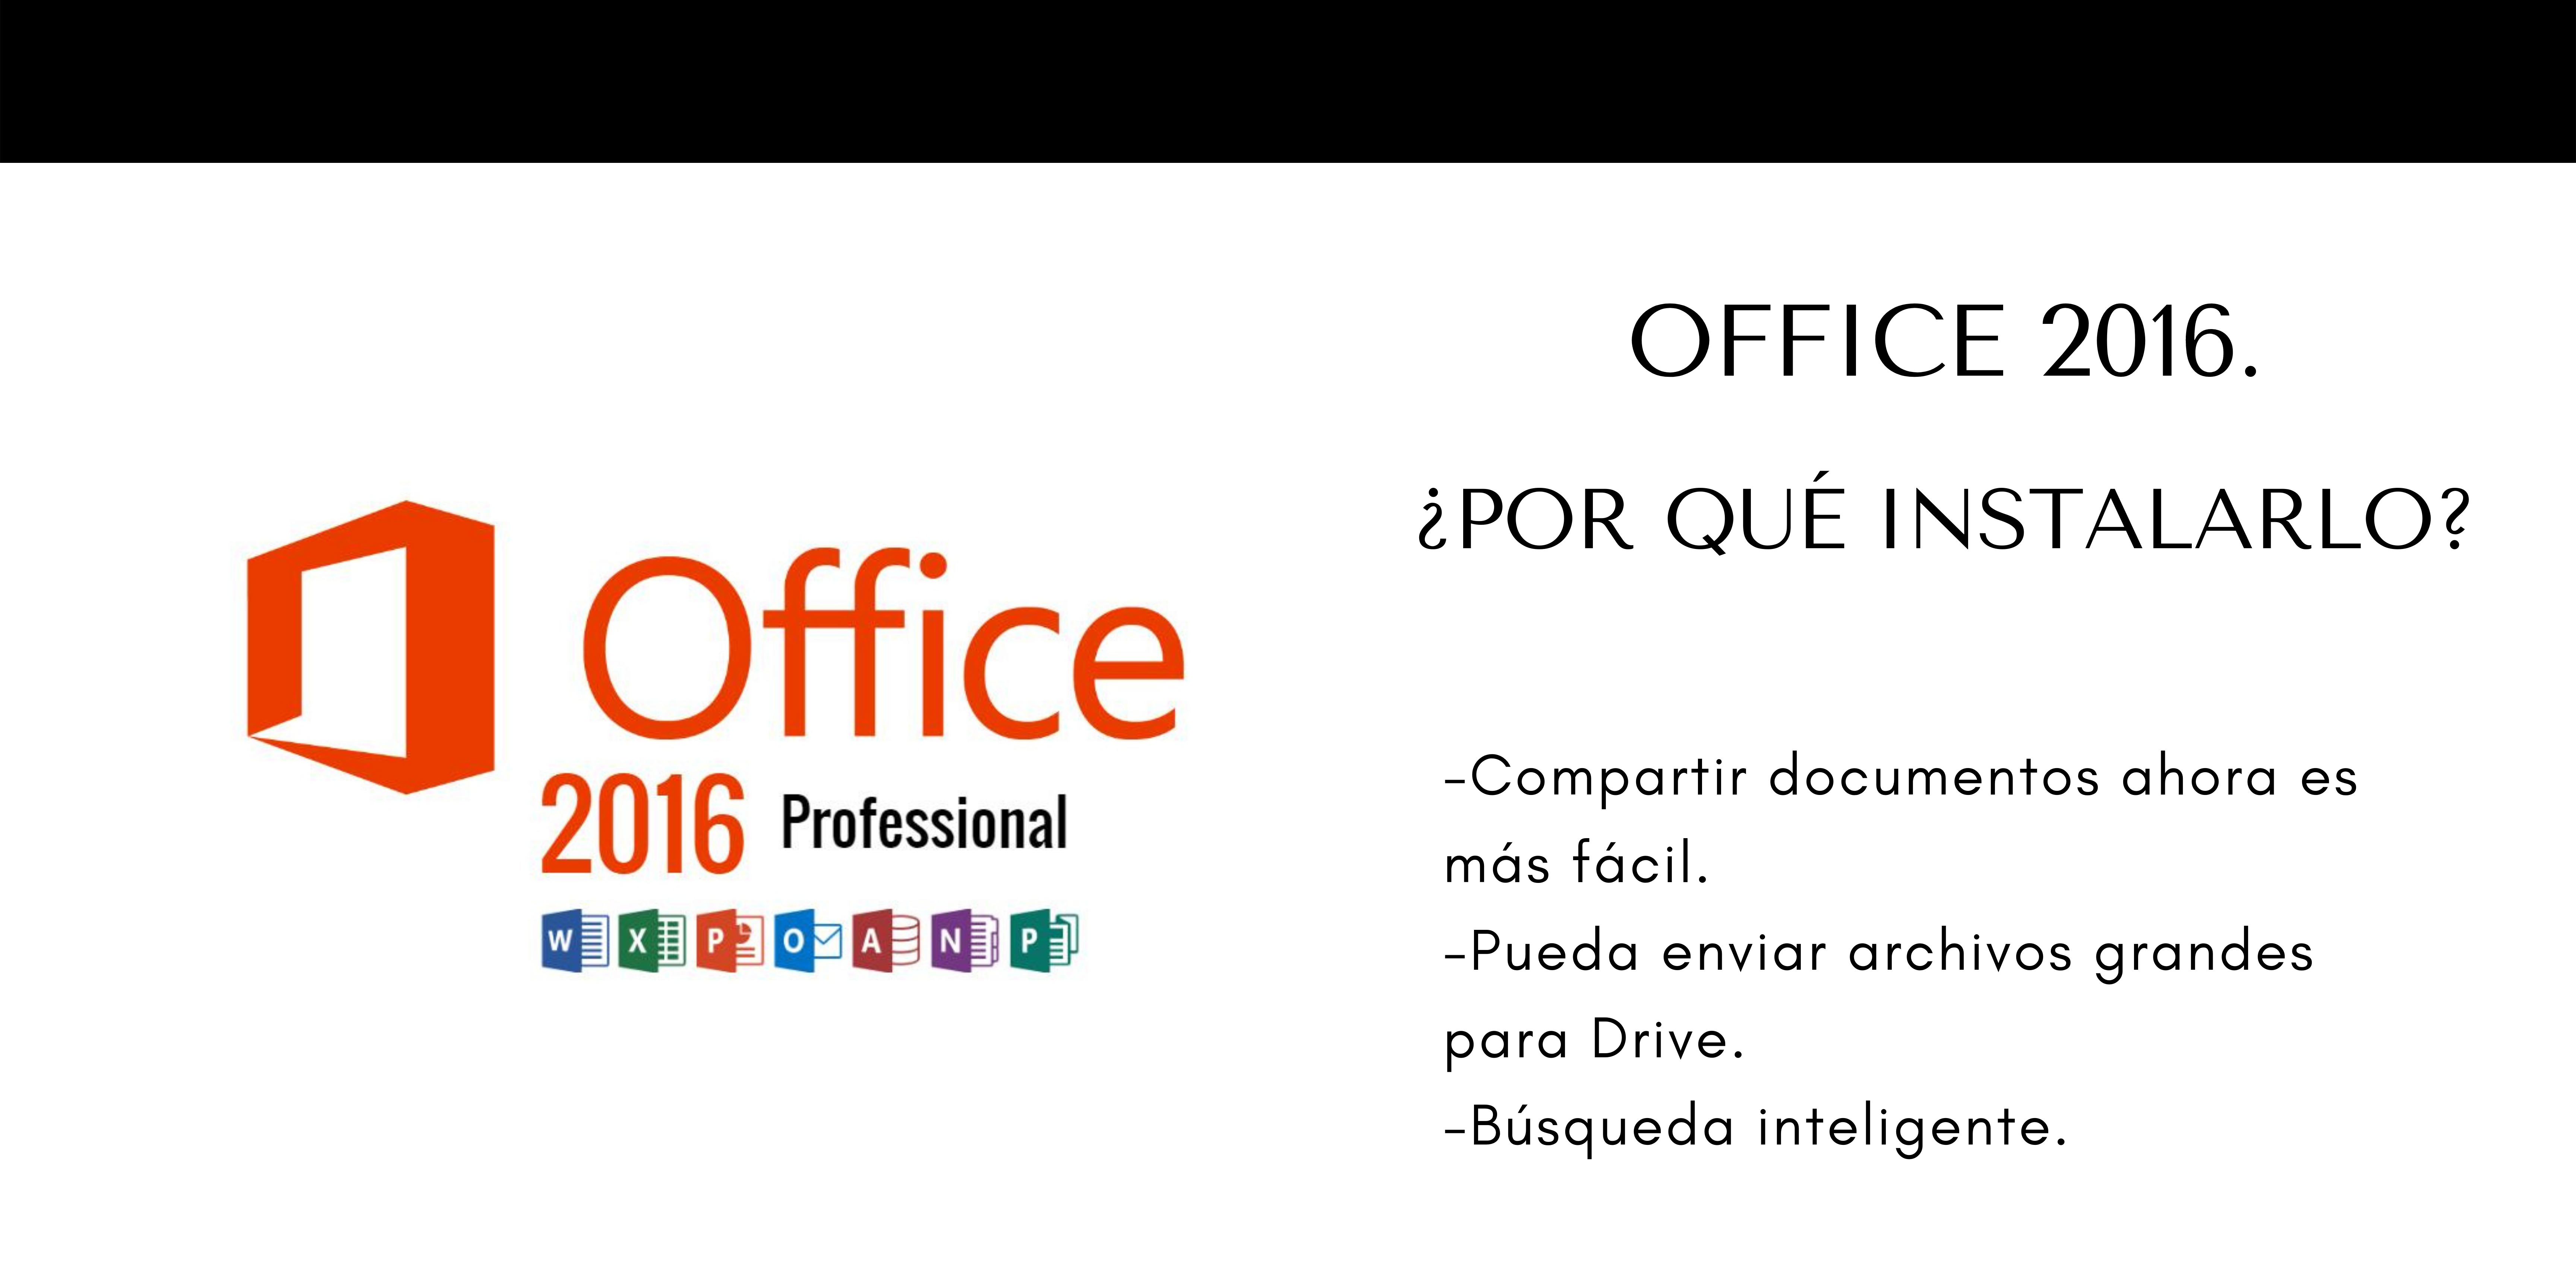 Office
2016 Professional
W X P O A N P
OFFICE 2016.
¿POR QUÉ INSTALARLO?
-Compartir documentos ahora es
más fácil.
-Pueda enviar archivos grandes
para Drive.
-Búsqueda inteligente.